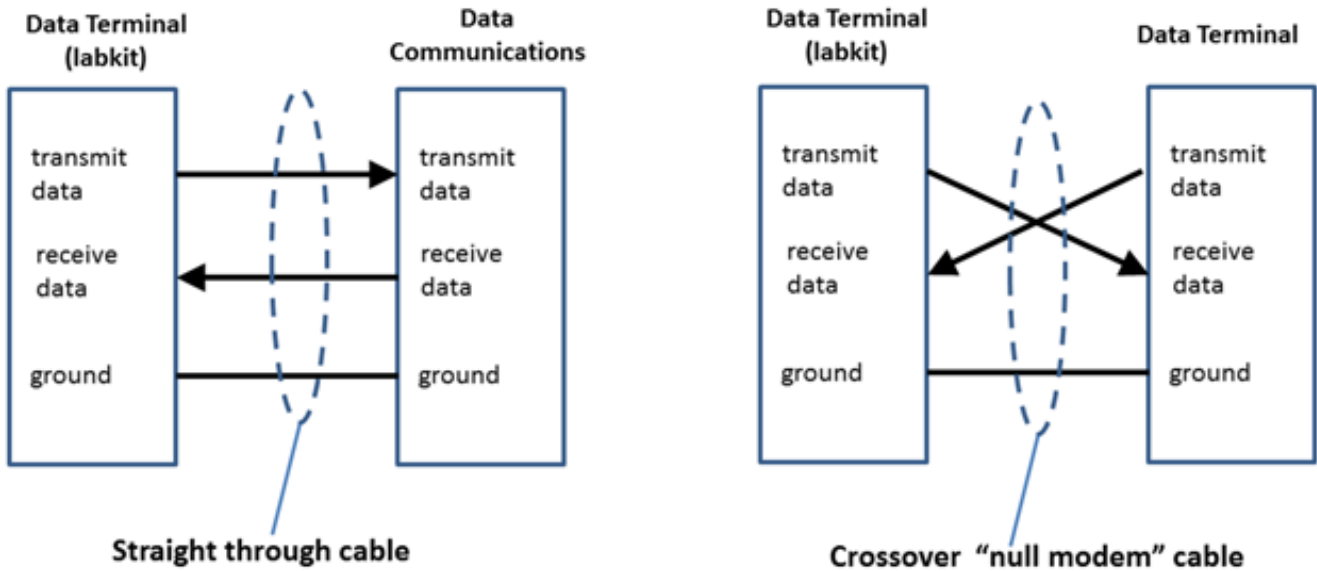 Data Terminal
(labkit)
Data
Communications
transmit
data
transmit
data
receive
data
receive
data
ground
ground
Straight through cable
Data Terminal
(labkit)
Data Terminal
transmit
data
transmit
data
receive
data
receive
data
ground
ground
Crossover “null modem” cable